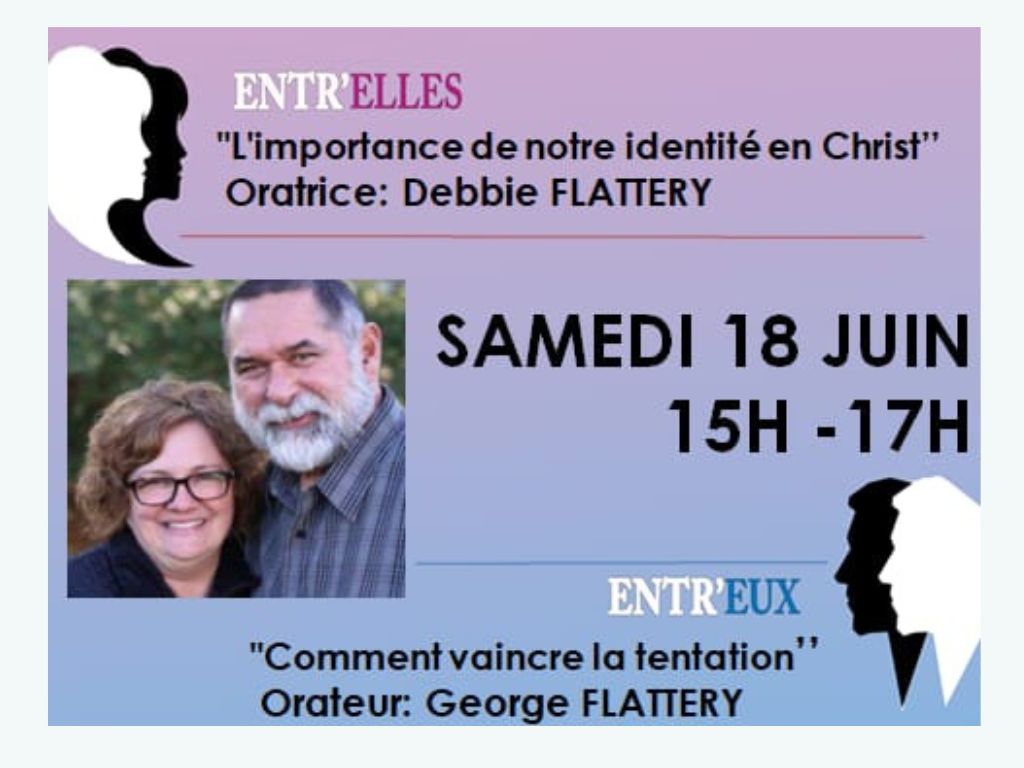 ENTR'ELLES
"L'importance de notre identité en Christ’’
Oratrice: Debbie FLATTERY
SAMEDI 18 JUIN
15H -17H
ENTR'EUX
"Comment vaincre la tentation’’
Orateur: George FLATTERY